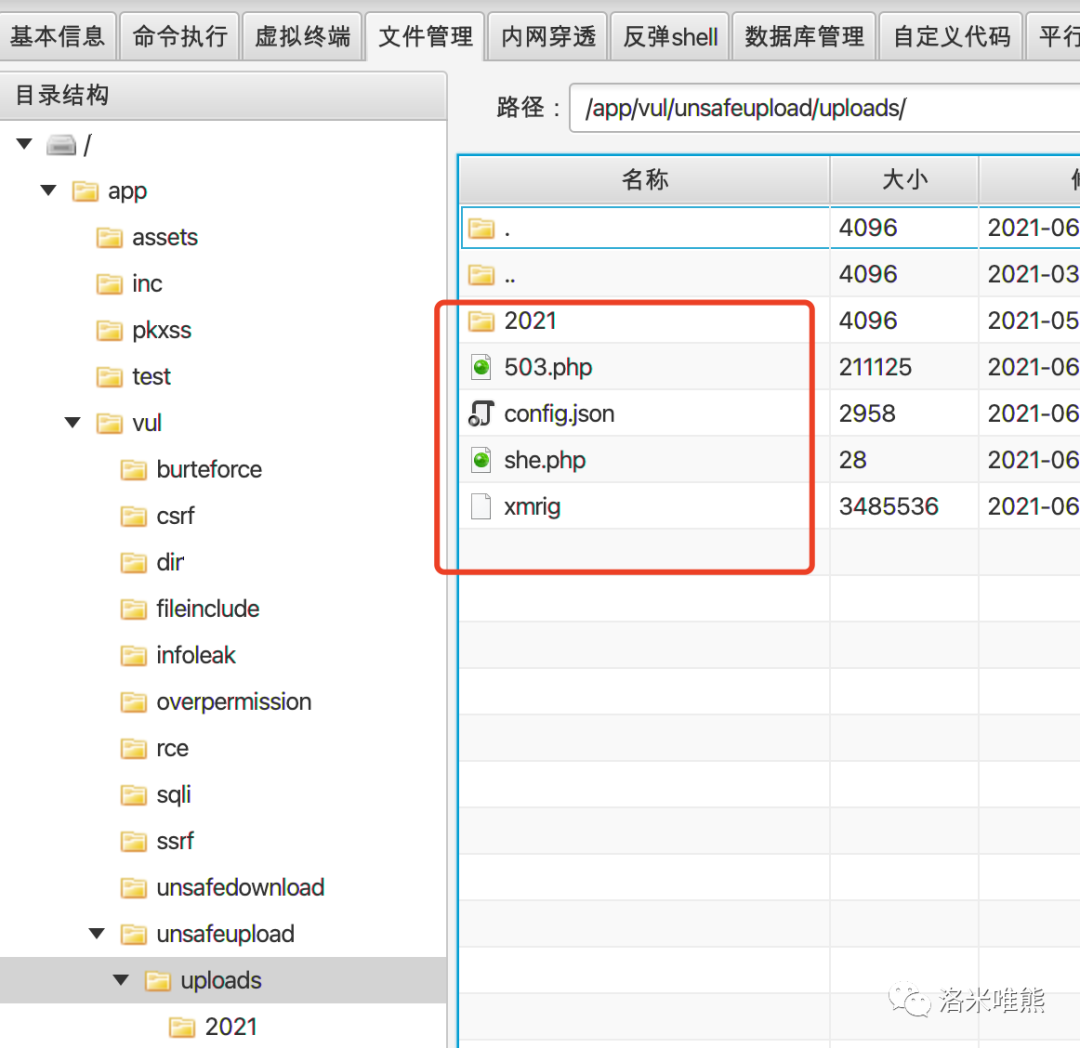 基本信息 命令执行 虚拟终端 文件管理 内网穿透 反弹shell 数据库管理 自定义代码 平行
目录结构
/
app
assets
inc
pkxss
test
vul
burteforce
csrf
dir
fileinclude
infoleak
overpermission
rce
sqli
ssrf
unsafedownload
unsafeupload
uploads
2021
路径： /app/vul/unsafeupload/uploads/
名称 大小
. 4096 2021-06
.. 4096 2021-03
2021 4096 2021-05
503.php 211125 2021-06
config.json 2958 2021-06
she.php 28 2021-06
xmrig 3485536 2021-06
洛米唯熊